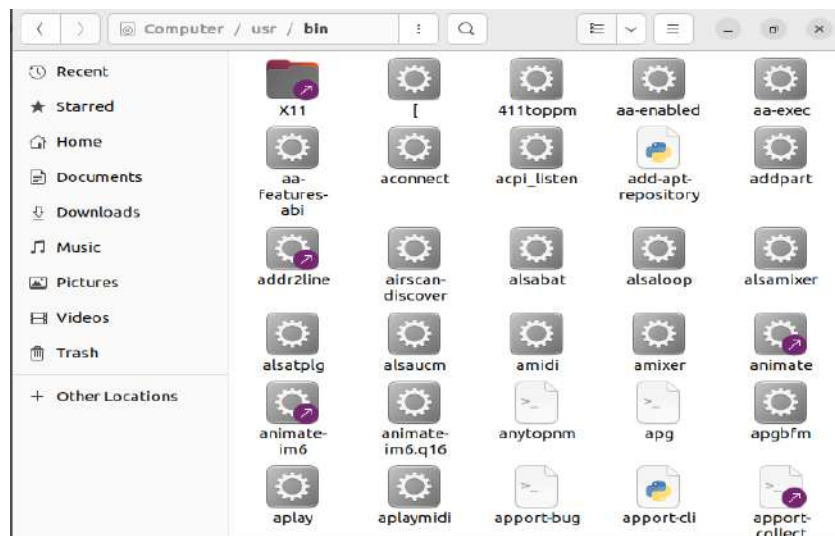 Computer / usr / bin
Recent
Starred
Home
Documents
Downloads
Music
Pictures
Videos
Trash
+ Other Locations
X11
[
411toppm
aa-enabled
aa-exec
aa-
features-
abi
aconnect
acpi_listen
add-apt-
repository
addpart
addr2line
airscan-
discover
alsabat
alsaloop
alsamixer
alsatplg
alsaucm
amidi
amixer
animate
animate-
im6
animate-
im6.q16
anytopnm
apg
apgbfm
aplay
aplaymidi
apport-bug
apport-cli
apport-
collect